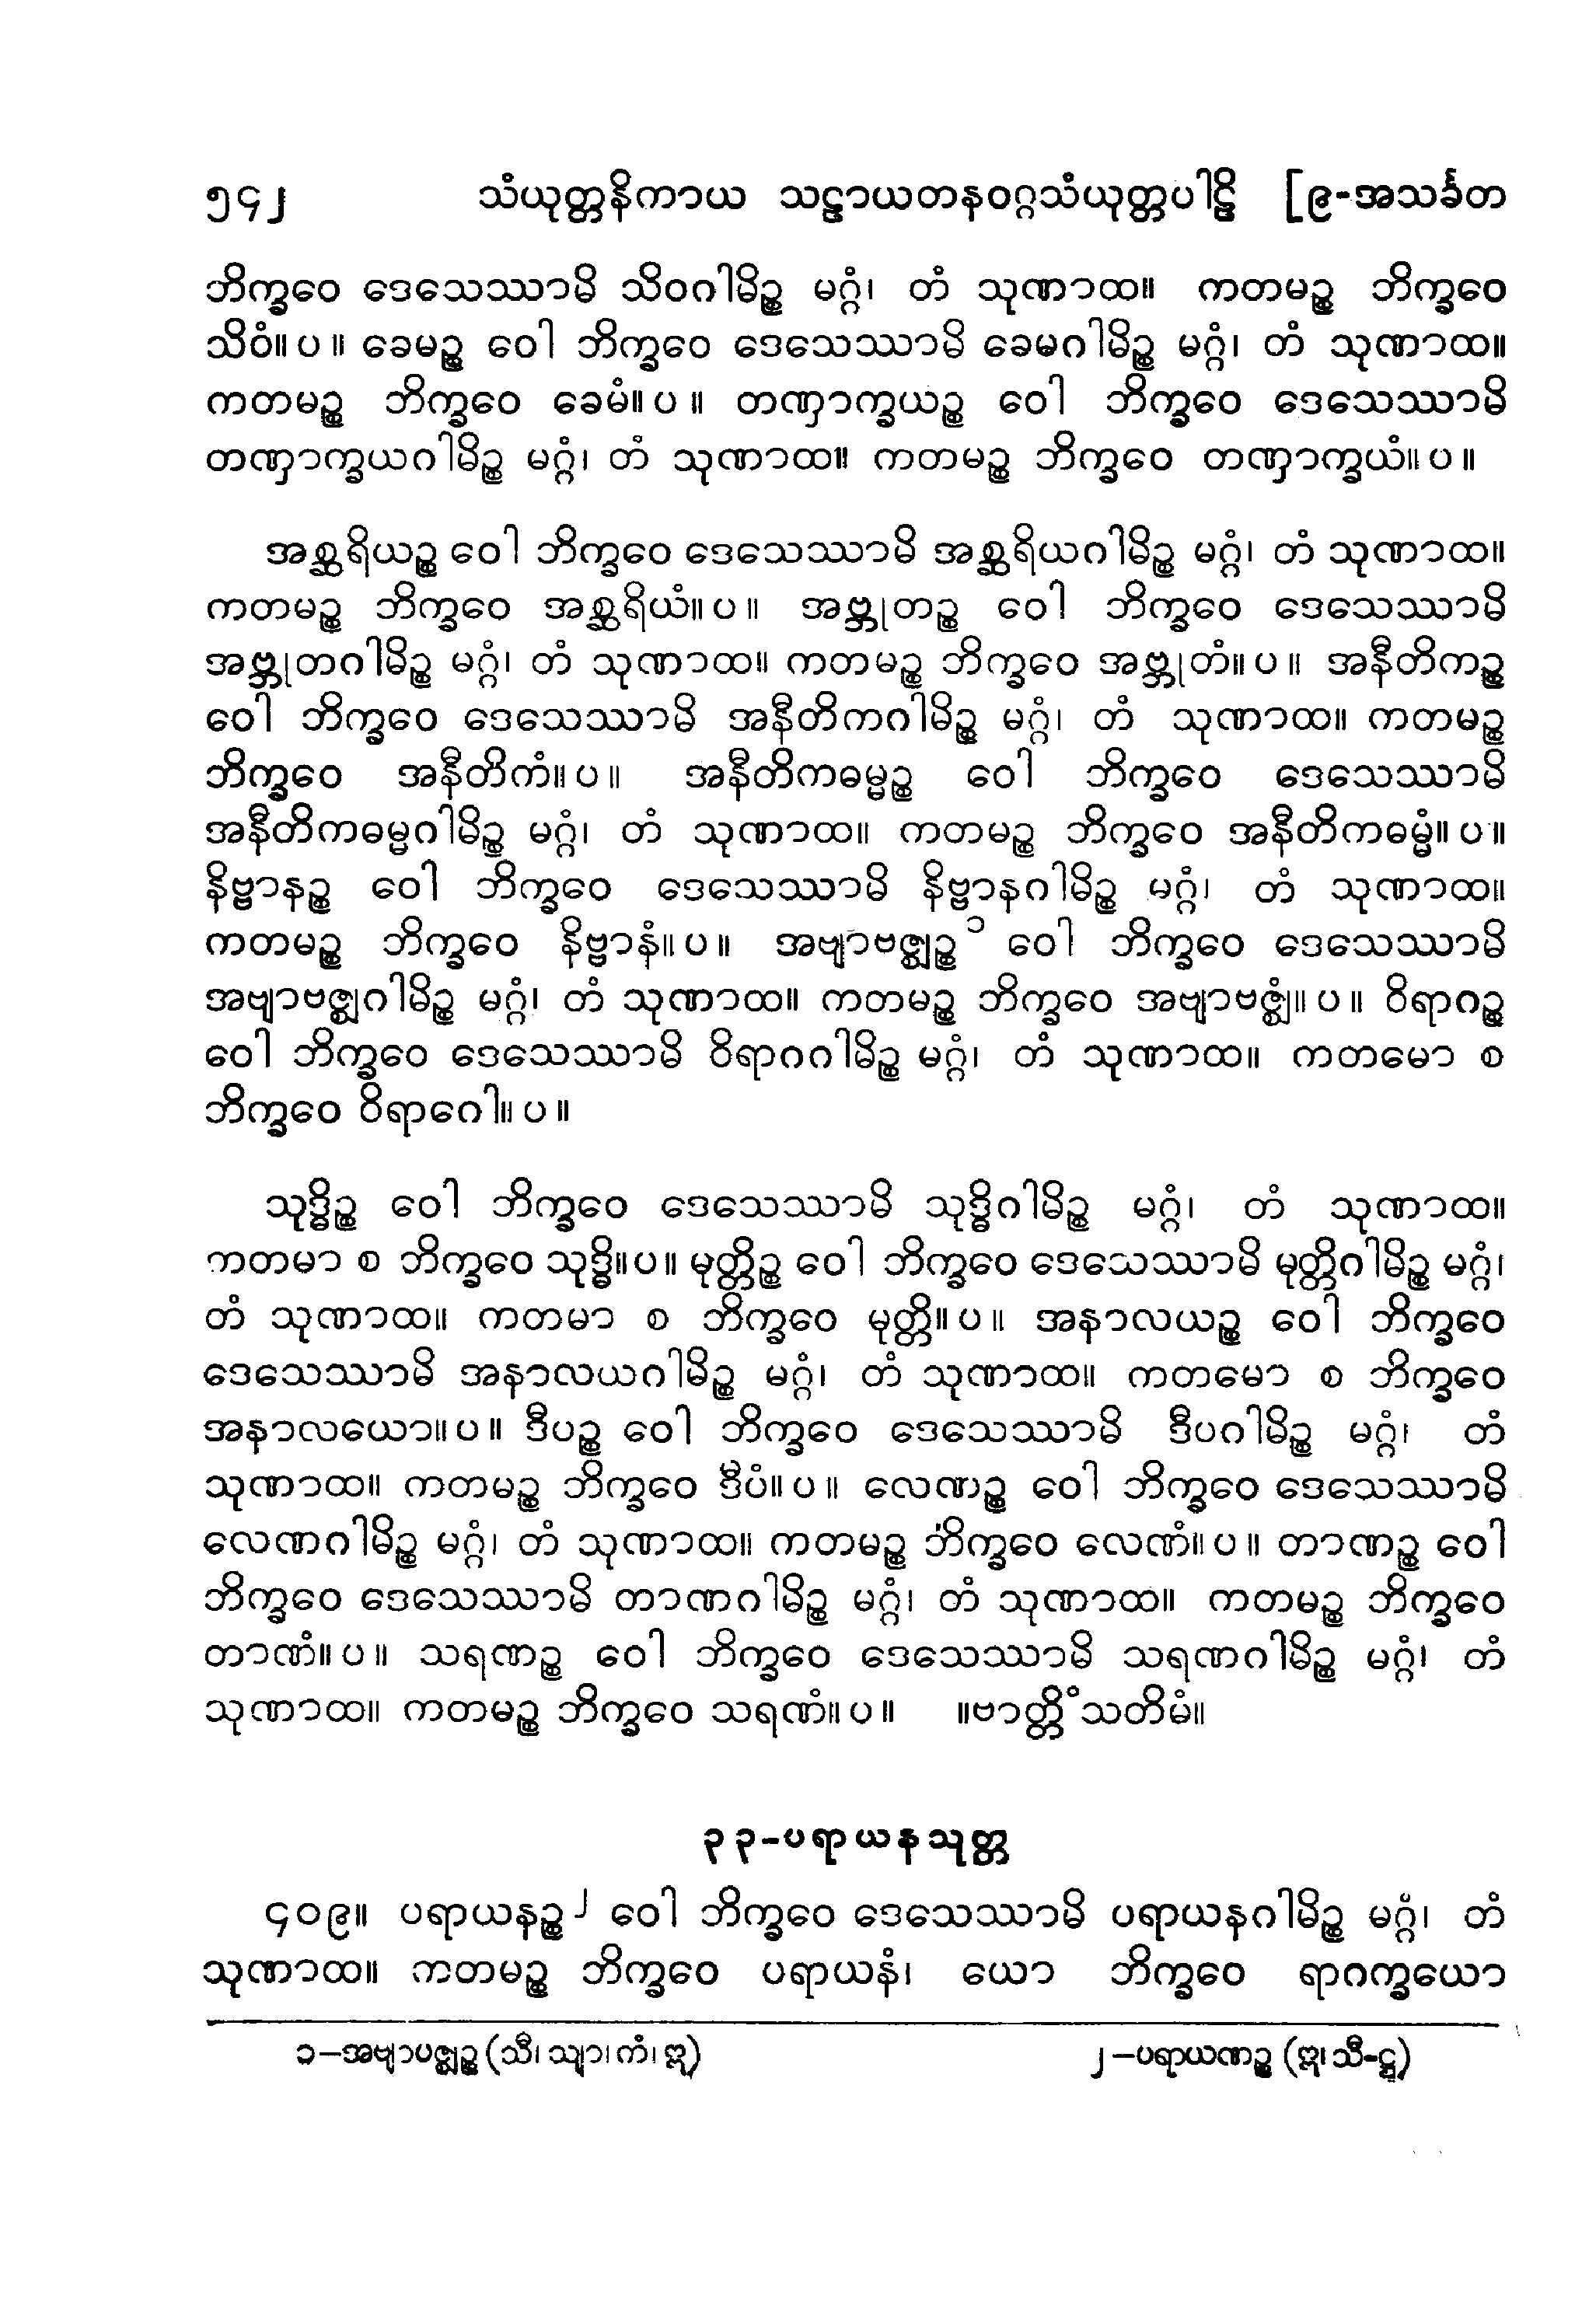 ၅၄၂ သံယုတ္တနိကာယ သဠာယတနဝဂ္ဂသံယုတ္တပါဠိ [၉-အသင်္ခတ
ဘိက္ခဝေ ဒေသေဿာမိ သိဝဂါမိဉ္စ မဂ္ဂံ၊ တံ သုဏာထ။ ကတမဉ္စ ဘိက္ခဝေ
သိဝံ။ပ။ ခေမဉ္စ ဝေါ ဘိက္ခဝေ ဒေသေဿာမိ ခေမဂါမိဉ္စ မဂ္ဂံ၊ တံ သုဏာထ။
ကတမဉ္စ ဘိက္ခဝေ ခေမံ။ပ။ တဏှာက္ခယဉ္စ ဝေါ ဘိက္ခဝေ ဒေသေဿာမိ
တဏှာက္ခယဂါမိဉ္စ မဂ္ဂံ၊ တံ သုဏာထ။ ကတမဉ္စ ဘိက္ခဝေ တဏှာက္ခယံ။ပ။
အစ္ဆရိယဉ္စ ဝေါ ဘိက္ခဝေ ဒေသေဿာမိ အစ္ဆရိယဂါမိဉ္စ မဂ္ဂံ၊ တံ သုဏာထ။
ကတမဉ္စ ဘိက္ခဝေ အစ္ဆရိယံ။ပ။ အဗ္ဘုတဉ္စ ဝေါ ဘိက္ခဝေ ဒေသေဿာမိ
အဗ္ဘုတဂါမိဉ္စ မဂ္ဂံ၊ တံ သုဏာထ။ ကတမဉ္စ ဘိက္ခဝေ အဗ္ဘုတံ။ပ။ အနီတိကဉ္စ
ဝေါ ဘိက္ခဝေ ဒေသေဿာမိ အနီတိကဂါမိဉ္စ မဂ္ဂံ၊ တံ သုဏာထ။ ကတမဉ္စ
ဘိက္ခဝေ အနီတိကံ။ပ။ အနီတိကဓမ္မဉ္စ ဝေါ ဘိက္ခဝေ ဒေသေဿာမိ
အနီတိကဓမ္မဂါမိဉ္စ မဂ္ဂံ၊ တံ သုဏာထ။ ကတမဉ္စ ဘိက္ခဝေ အနီတိကဓမ္မံ။ပ။
နိဗ္ဗာနဉ္စ ဝေါ ဘိက္ခဝေ ဒေသေဿာမိ နိဗ္ဗာနဂါမိဉ္စ မဂ္ဂံ၊ တံ သုဏာထ။
ကတမဉ္စ ဘိက္ခဝေ နိဗ္ဗာနံ။ပ။ အဗျာဗဇ္ဈဉ္စ ၁ ဝေါ ဘိက္ခဝေ ဒေသေဿာမိ
အဗျာဗဇ္ဈဂါမိဉ္စ မဂ္ဂံ၊ တံ သုဏာထ။ ကတမဉ္စ ဘိက္ခဝေ အဗျာဗဇ္ဈံ။ပ။ ဝိရာဂဉ္စ
ဝေါ ဘိက္ခဝေ ဒေသေဿာမိ ဝိရာဂဂါမိဉ္စ မဂ္ဂံ၊ တံ သုဏာထ။ ကတမော စ
ဘိက္ခဝေ ဝိရာဂေါ။ပ။
သုဒ္ဓိဉ္စ ဝေါ ဘိက္ခဝေ ဒေသေဿာမိ သုဒ္ဓိဂါမိဉ္စ မဂ္ဂံ၊ တံ သုဏာထ။
ကတမာ စ ဘိက္ခဝေ သုဒ္ဓိ။ပ။ မုတ္တိဉ္စ ဝေါ ဘိက္ခဝေ ဒေသေဿာမိ မုတ္တိဂါမိဉ္စ မဂ္ဂံ၊
တံ သုဏာထ။ ကတမာ စ ဘိက္ခဝေ မုတ္တိ။ပ။ အနာလယဉ္စ ဝေါ ဘိက္ခဝေ
ဒေသေဿာမိ အနာလယဂါမိဉ္စ မဂ္ဂံ၊ တံ သုဏာထ။ ကတမော စ ဘိက္ခဝေ
အနာလယော။ပ။ ဒီပဉ္စ ဝေါ ဘိက္ခဝေ ဒေသေဿာမိ ဒီပဂါမိဉ္စ မဂ္ဂံ၊ တံ
သုဏာထ။ ကတမဉ္စ ဘိက္ခဝေ ဒီပံ။ပ။ လေဏဉ္စ ဝေါ ဘိက္ခဝေ ဒေသေဿာမိ
လေဏဂါမိဉ္စ မဂ္ဂံ၊ တံ သုဏာထ။ ကတမဉ္စ ဘိက္ခဝေ လေဏံ။ပ။ တာဏဉ္စ ဝေါ
ဘိက္ခဝေ ဒေသေဿာမိ တာဏဂါမိဉ္စ မဂ္ဂံ၊ တံ သုဏာထ။ ကတမဉ္စ ဘိက္ခဝေ
တာဏံ။ပ။ သရဏဉ္စ ဝေါ ဘိက္ခဝေ ဒေသေဿာမိ သရဏဂါမိဉ္စ မဂ္ဂံ၊ တံ
သုဏာထ။ ကတမဉ္စ ဘိက္ခဝေ သရဏံ။ပ။ ။ဗာတ္တိံသတိမံ။
၃၃-ပရာယနသုတ္တ
၄၀၉။ ပရာယနဉ္စ ၂ ဝေါ ဘိက္ခဝေ ဒေသေဿာမိ ပရာယနဂါမိဉ္စ မဂ္ဂံ၊ တံ
သုဏာထ။ ကတမဉ္စ ဘိက္ခဝေ ပရာယနံ၊ ယော ဘိက္ခဝေ ရာဂက္ခယော
၁-အဗျာပဇ္ဈဉ္စ (သီ၊ သျာ၊ ကံ၊ ဣ) ၂-ပရာယဏဉ္စ (ဣ၊ သီ-ဋ္ဌ)